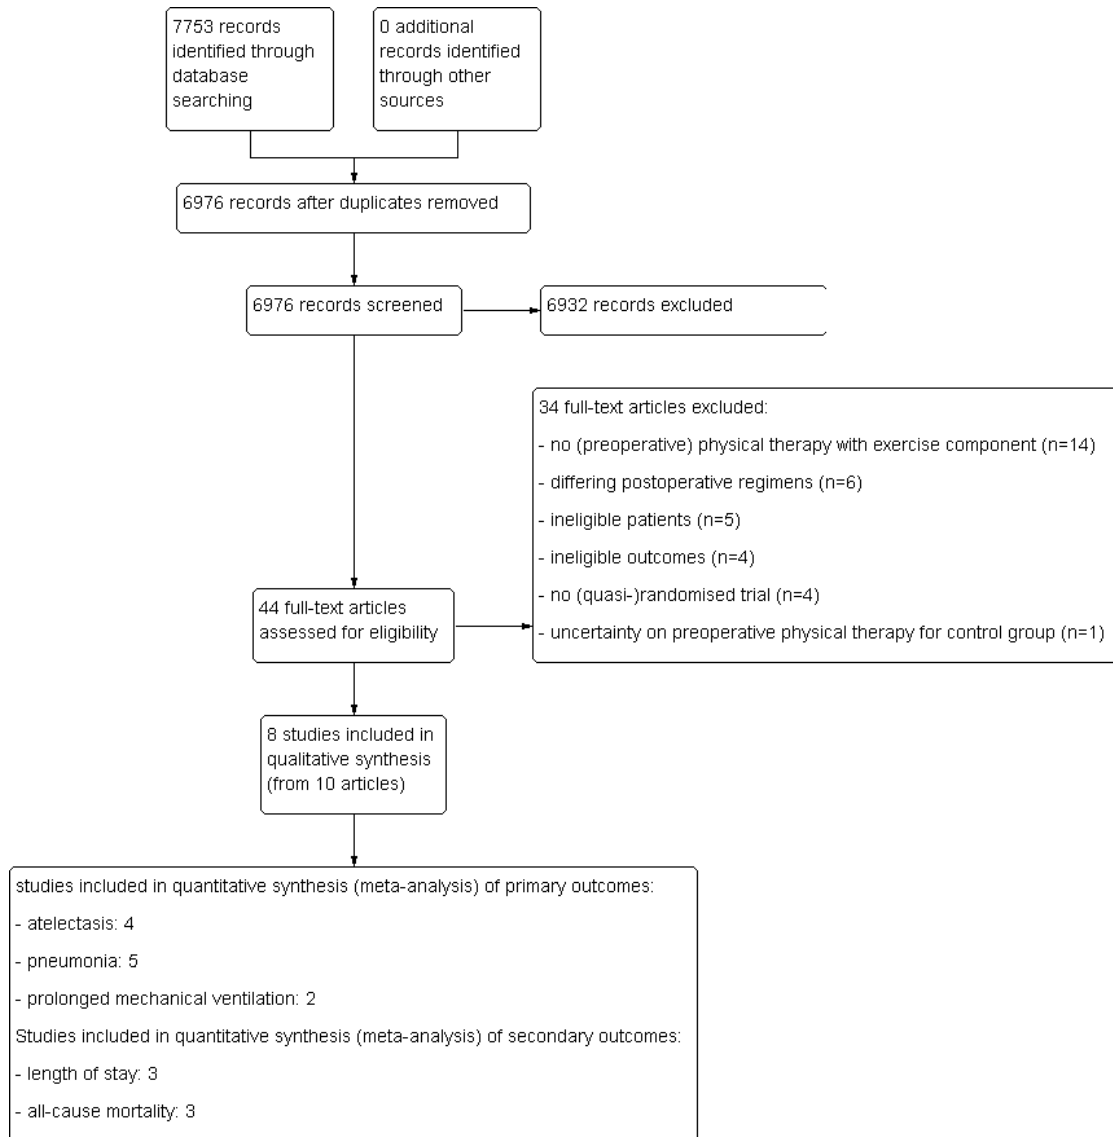 7753 records
identified through
database
searching
0 additional
records identified
through other
sources
6976 records after duplicates removed
6976 records screened
6932 records excluded
34 full-text articles excluded:
- no (preoperative) physical therapy with exercise component (n=14)
- differing postoperative regimens (n=6)
- ineligible patients (n=5)
- ineligible outcomes (n=4)
- no (quasi-)randomised trial (n=4)
- uncertainty on preoperative physical therapy for control group (n=1)
44 full-text articles
assessed for eligibility
8 studies included in
qualitative synthesis
(from 10 articles)
studies included in quantitative synthesis (meta-analysis) of primary outcomes:
- atelectasis: 4
- pneumonia: 5
- prolonged mechanical ventilation: 2
Studies included in quantitative synthesis (meta-analysis) of secondary outcomes:
- length of stay: 3
- all-cause mortality: 3